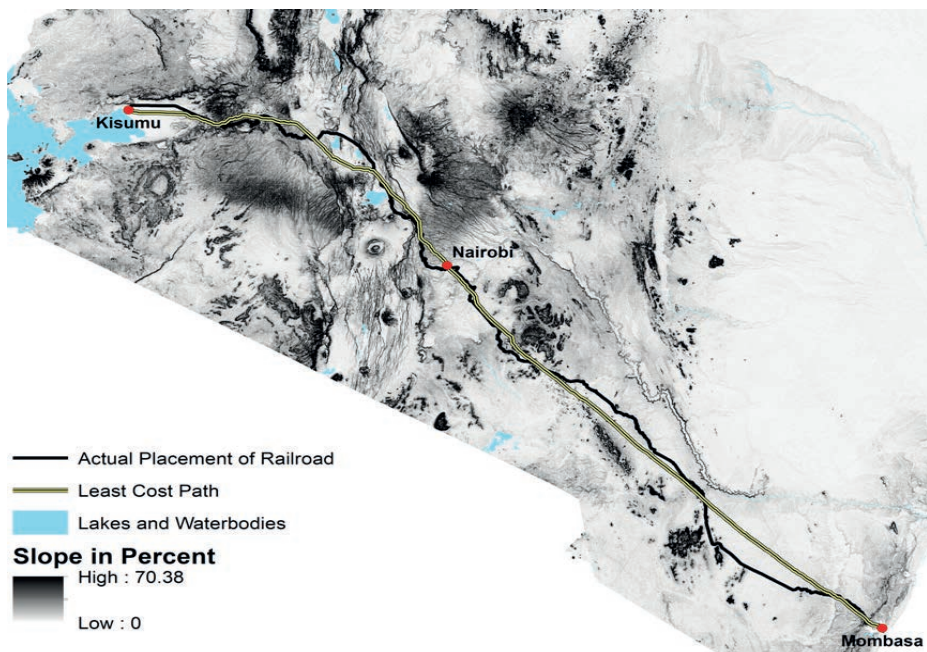 Kisumu
Nairobi
Actual Placement of Railroad
Least Cost Path
Lakes and Waterbodies
Slope in Percent
High : 70.38
Low : 0
Mombasa